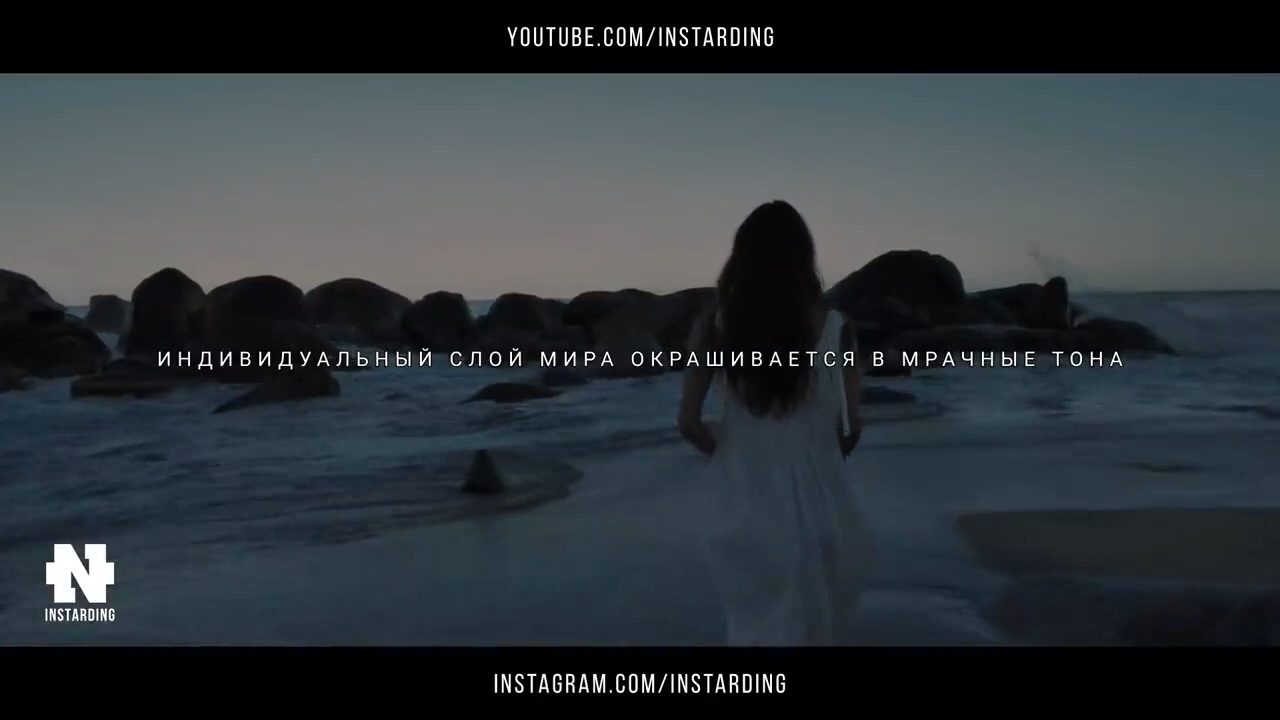 YOUTUBE.COM/INSTARDING
ИНДИВИДУАЛЬНЫЙ СЛОЙ МИРА ОКРАШИВАЕТСЯ В МРАЧНЫЕ ТОНА
N
INSTARDING
INSTAGRAM.COM/INSTARDING